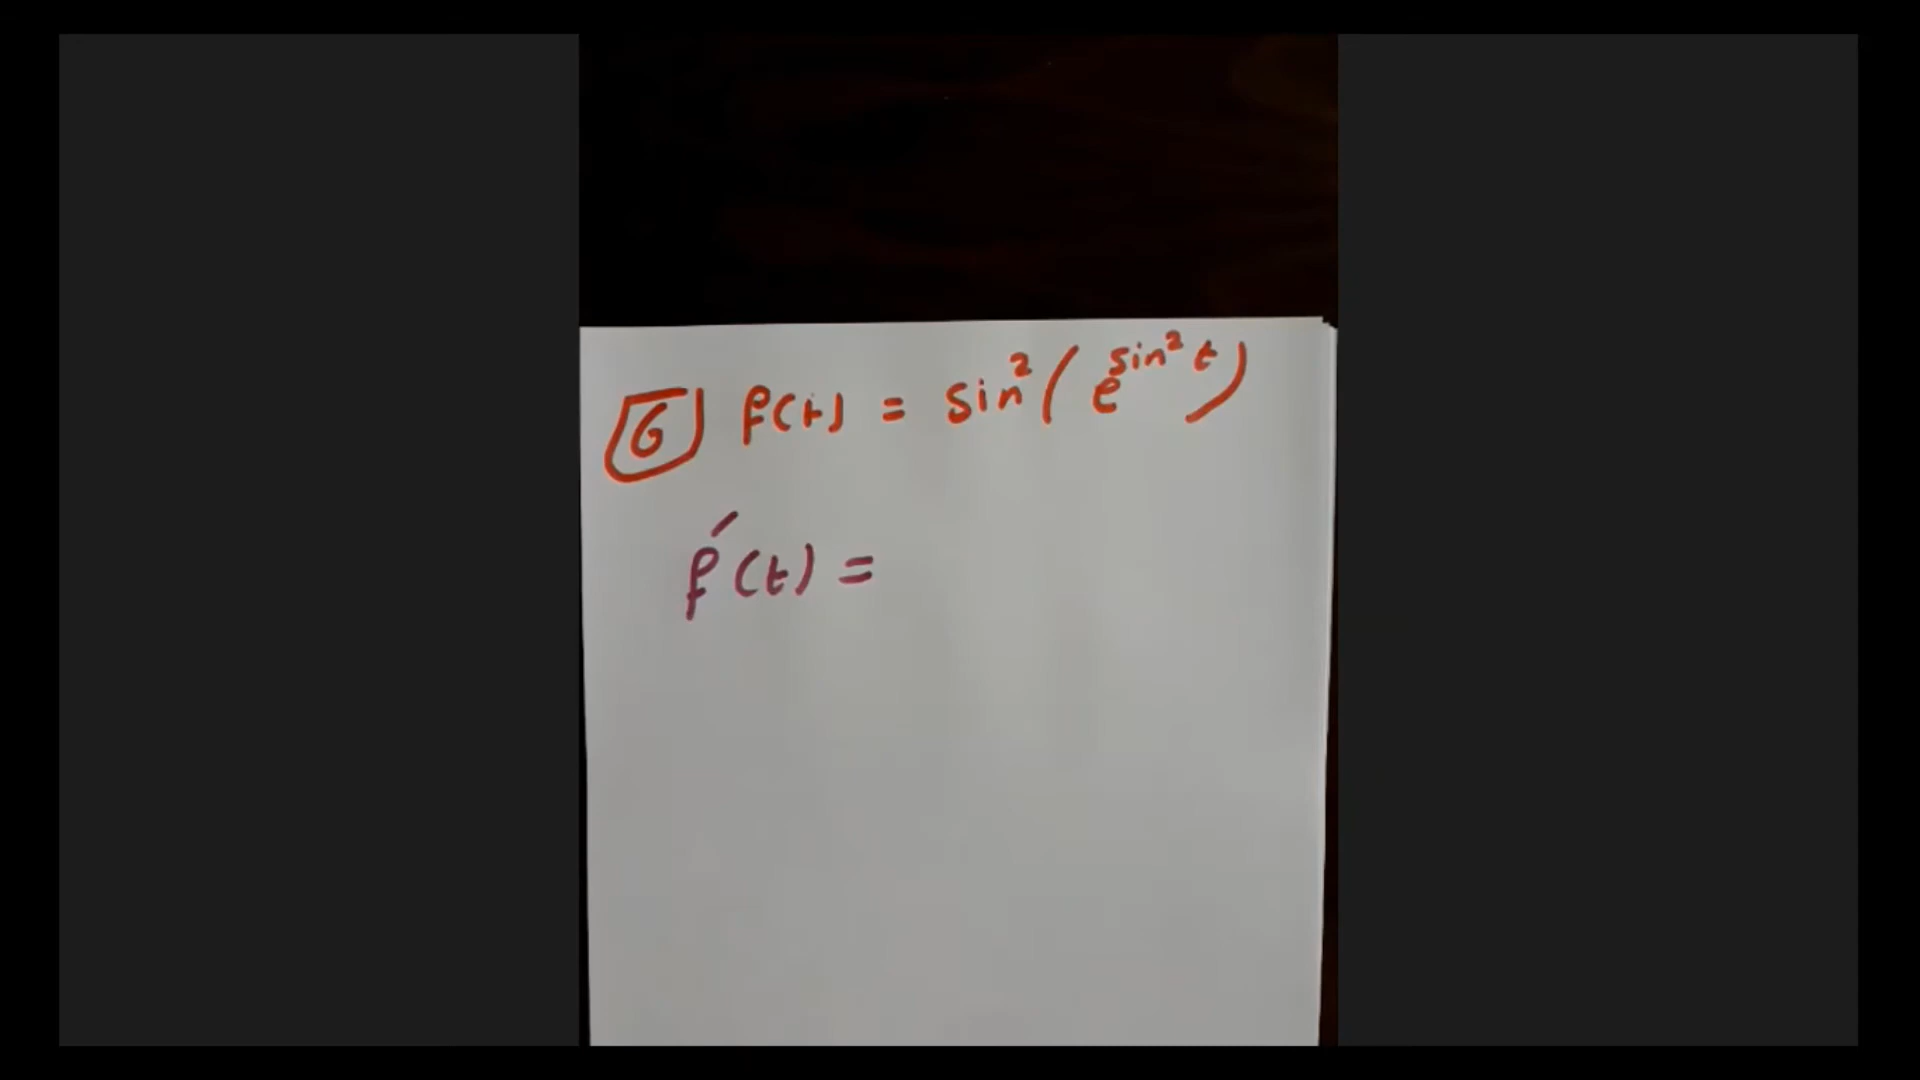 6 f(t) = sin²(e^sin² t)
f'(t) =